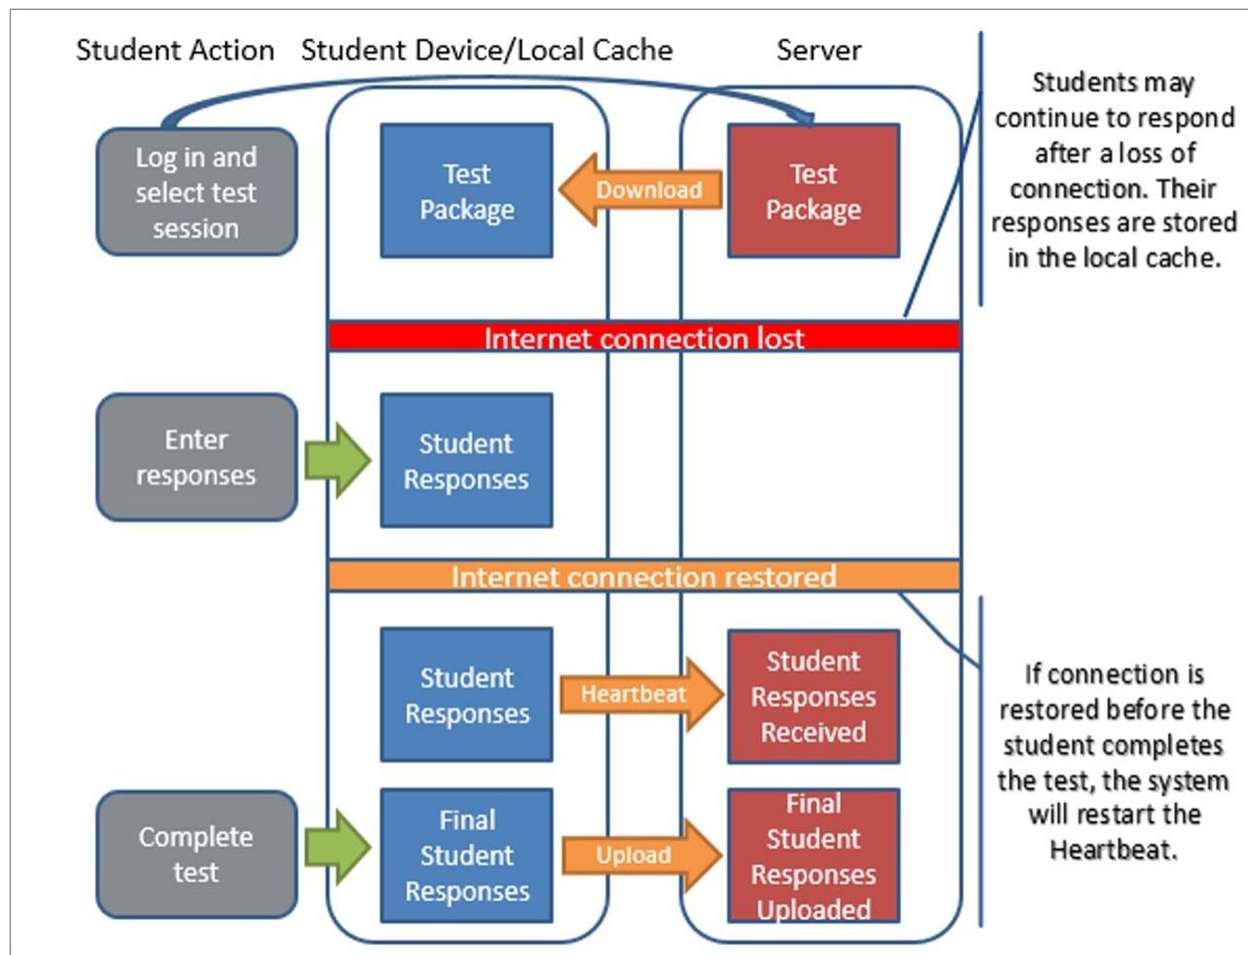 Student Action
Student Device/Local Cache
Server
Log in and
select test
session
Test
Package
Download
Test
Package
Students may
continue to respond
after a loss of
connection. Their
responses are stored
in the local cache.
Internet connection lost
Enter
responses
Student
Responses
Internet connection restored
Student
Responses
Heartbeat
Student
Responses
Received
If connection is
restored before the
student completes
the test, the system
will restart the
Heartbeat.
Complete
test
Final
Student
Responses
Upload
Final
Student
Responses
Uploaded